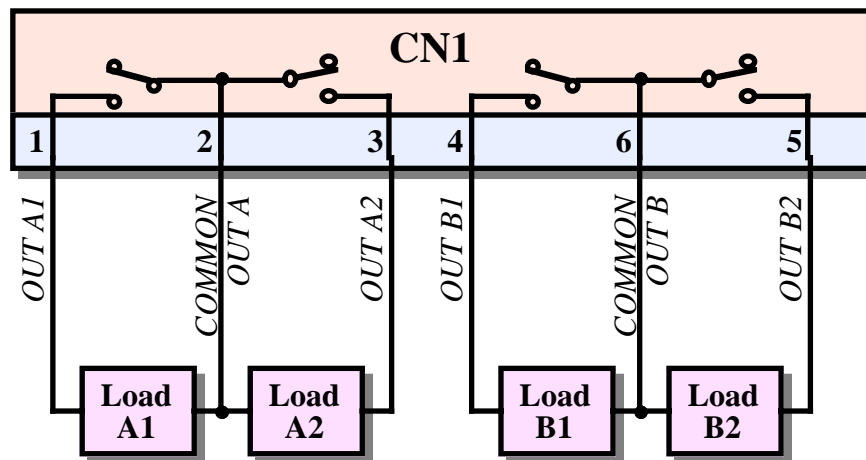 CN1
1 2 3 4 6 5
OUT A1
COMMON
OUT A
OUT A2
OUT B1
COMMON
OUT B
OUT B2
Load
A1
Load
A2
Load
B1
Load
B2